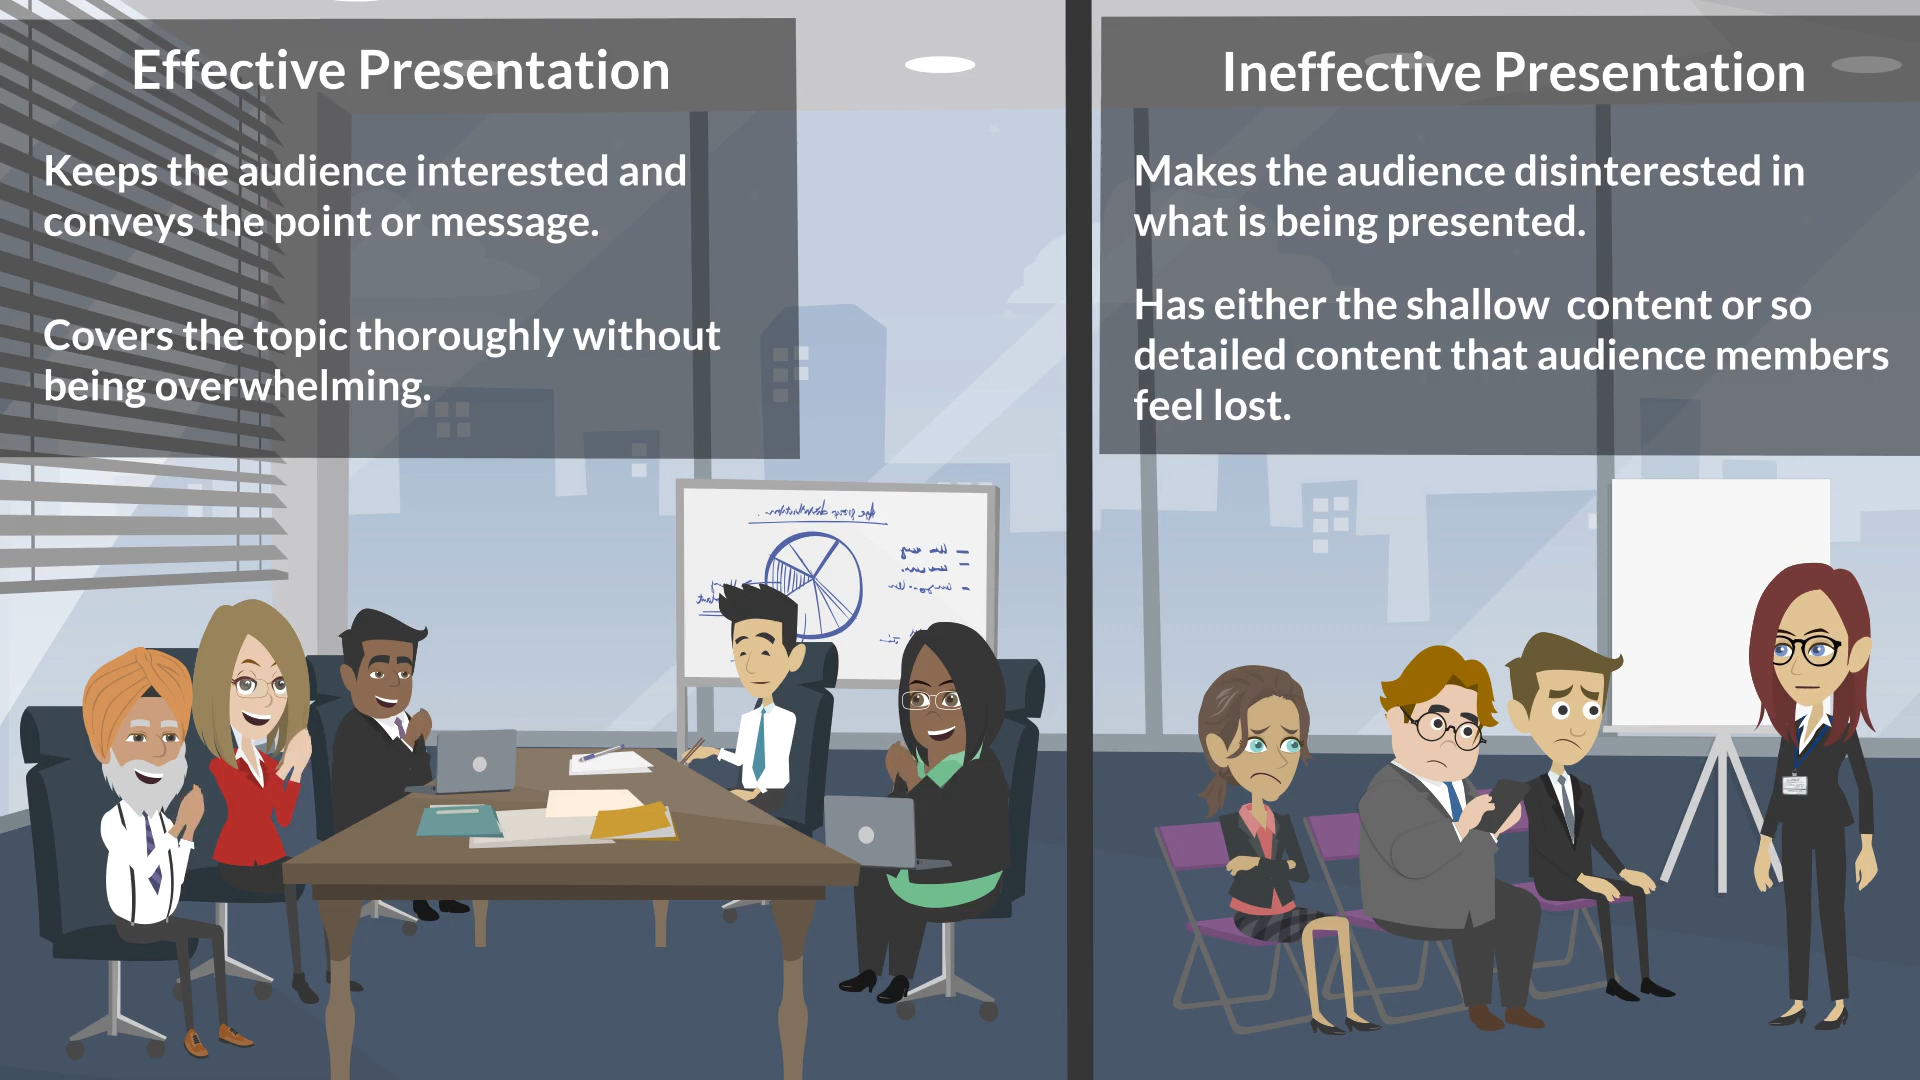 Effective Presentation
Keeps the audience interested and
conveys the point or message.
Covers the topic thoroughly without
being overwhelming.
Ineffective Presentation
Makes the audience disinterested in
what is being presented.
Has either the shallow  content or so
detailed content that audience members
feel lost.